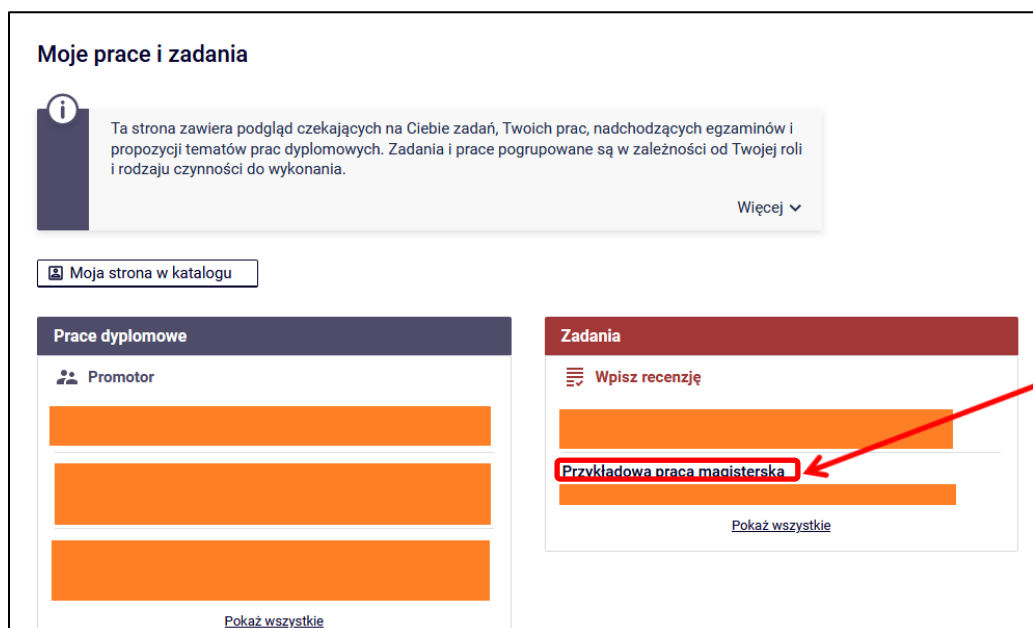 Moje prace i zadania
Ta strona zawiera podgląd czekających na Ciebie zadań, Twoich prac, nadchodzących egzaminów i
propozycji tematów prac dyplomowych. Zadania i prace pogrupowane są w zależności od Twojej roli
i rodzaju czynności do wykonania.
Więcej
Moja strona w katalogu
Prace dyplomowe
Promotor
Pokaż wszystkie
Zadania
Wpisz recenzję
Przykładowa praca magisterska
Pokaż wszystkie